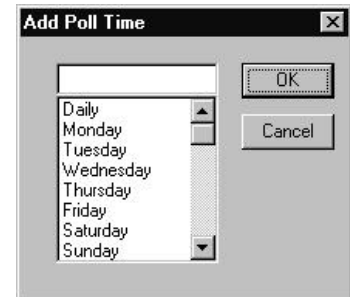 Add Poll Time
OK
Daily
Monday
Cancel
Tuesday
Wednesday
Thursday
Friday
Saturday
Sunday